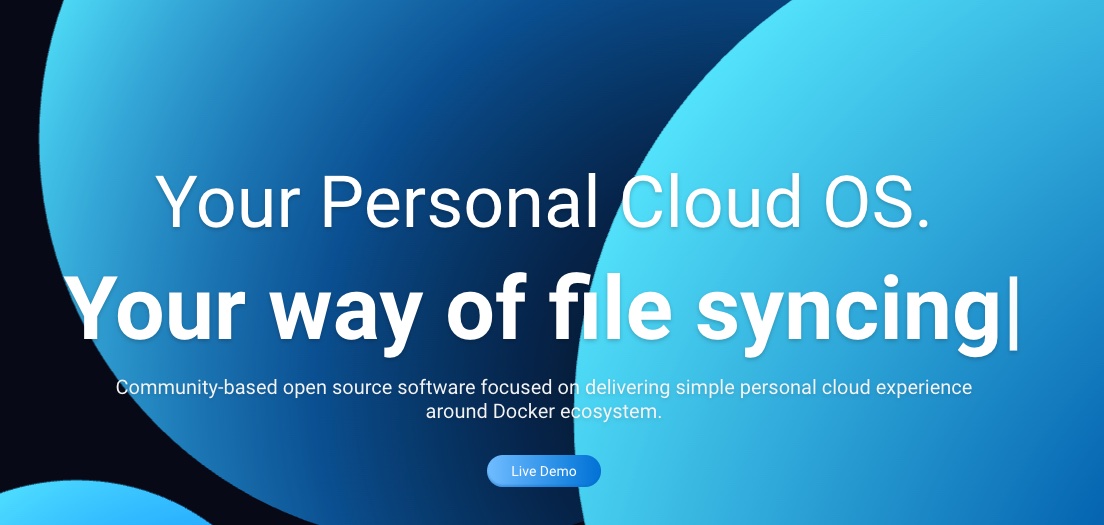 Your Personal Cloud OS.
Your way of file syncing|
Community-based open source software focused on delivering simple personal cloud experience
around Docker ecosystem.
Live Demo